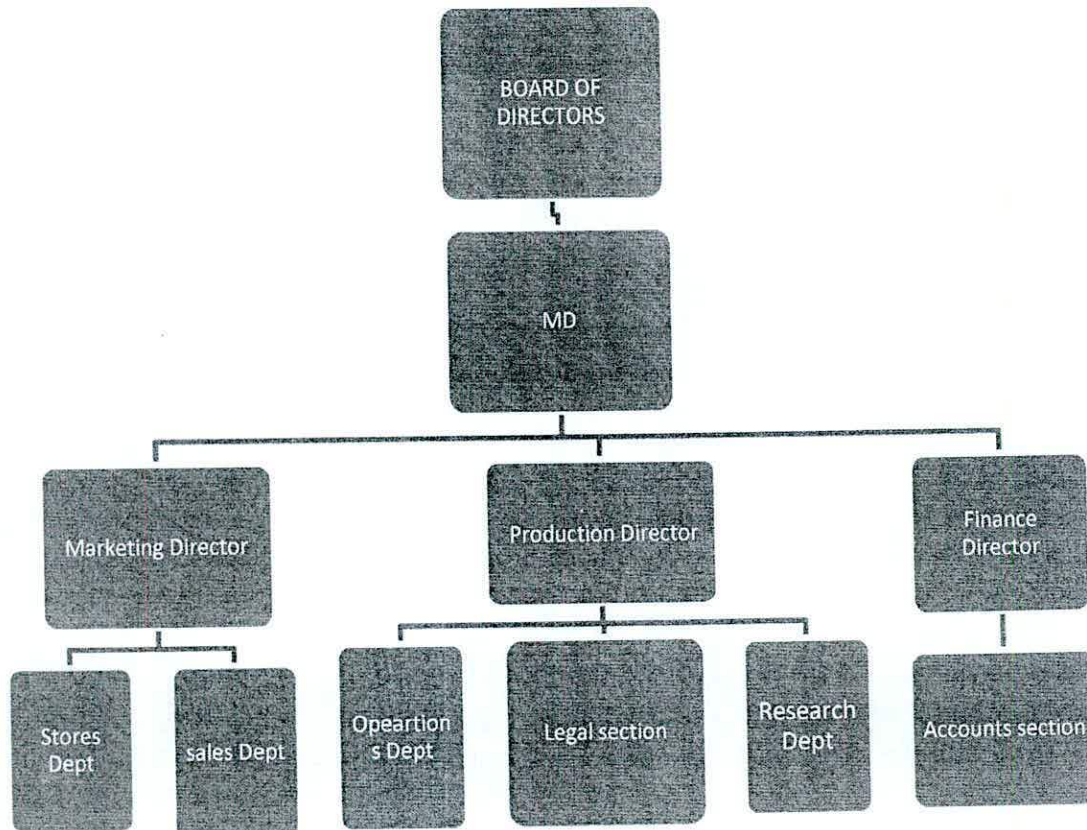 BOARD OF
DIRECTORS
MD
Marketing Director
Production Director
Finance
Director
Stores
Dept
sales Dept
Opeartion
s Dept
Legal section
Research
Dept
Accounts section